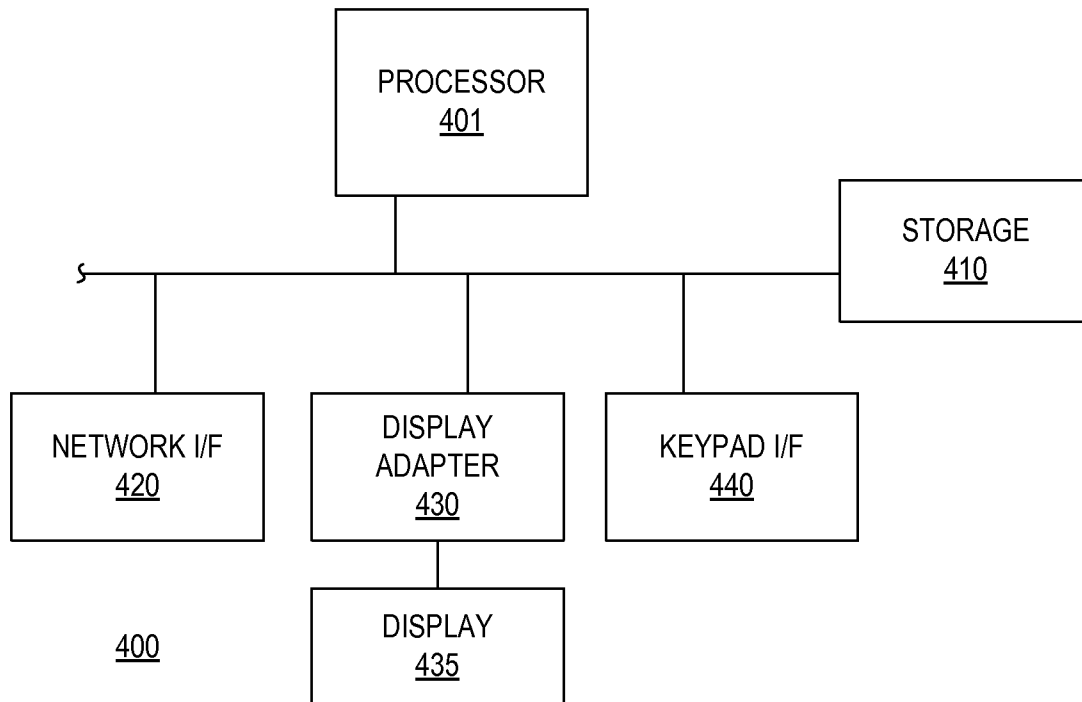 PROCESSOR
401
STORAGE
410
NETWORK I/F
420
DISPLAY
ADAPTER
430
KEYPAD I/F
440
400
DISPLAY
435